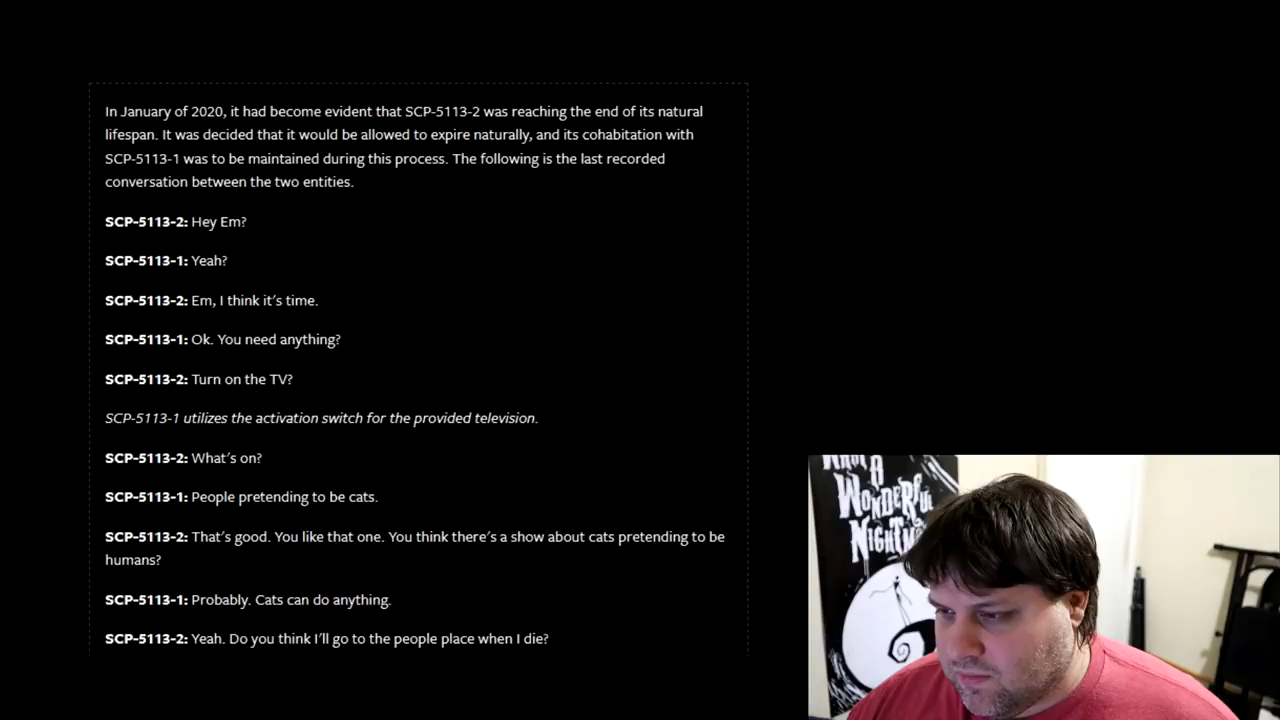 In January of 2020, it had become evident that SCP-5113-2 was reaching the end of its natural
lifespan. It was decided that it would be allowed to expire naturally, and its cohabitation with
SCP-5113-1 was to be maintained during this process. The following is the last recorded
conversation between the two entities.
SCP-5113-2: Hey Em?
SCP-5113-1: Yeah?
SCP-5113-2: Em, I think it's time.
SCP-5113-1: Ok. You need anything?
SCP-5113-2: Turn on the TV?
SCP-5113-1 utilizes the activation switch for the provided television.
SCP-5113-2: What's on?
SCP-5113-1: People pretending to be cats.
SCP-5113-2: That's good. You like that one. You think there's a show about cats pretending to be
humans?
SCP-5113-1: Probably. Cats can do anything.
SCP-5113-2: Yeah. Do you think I'll go to the people place when I die?
A
WONDERFUL